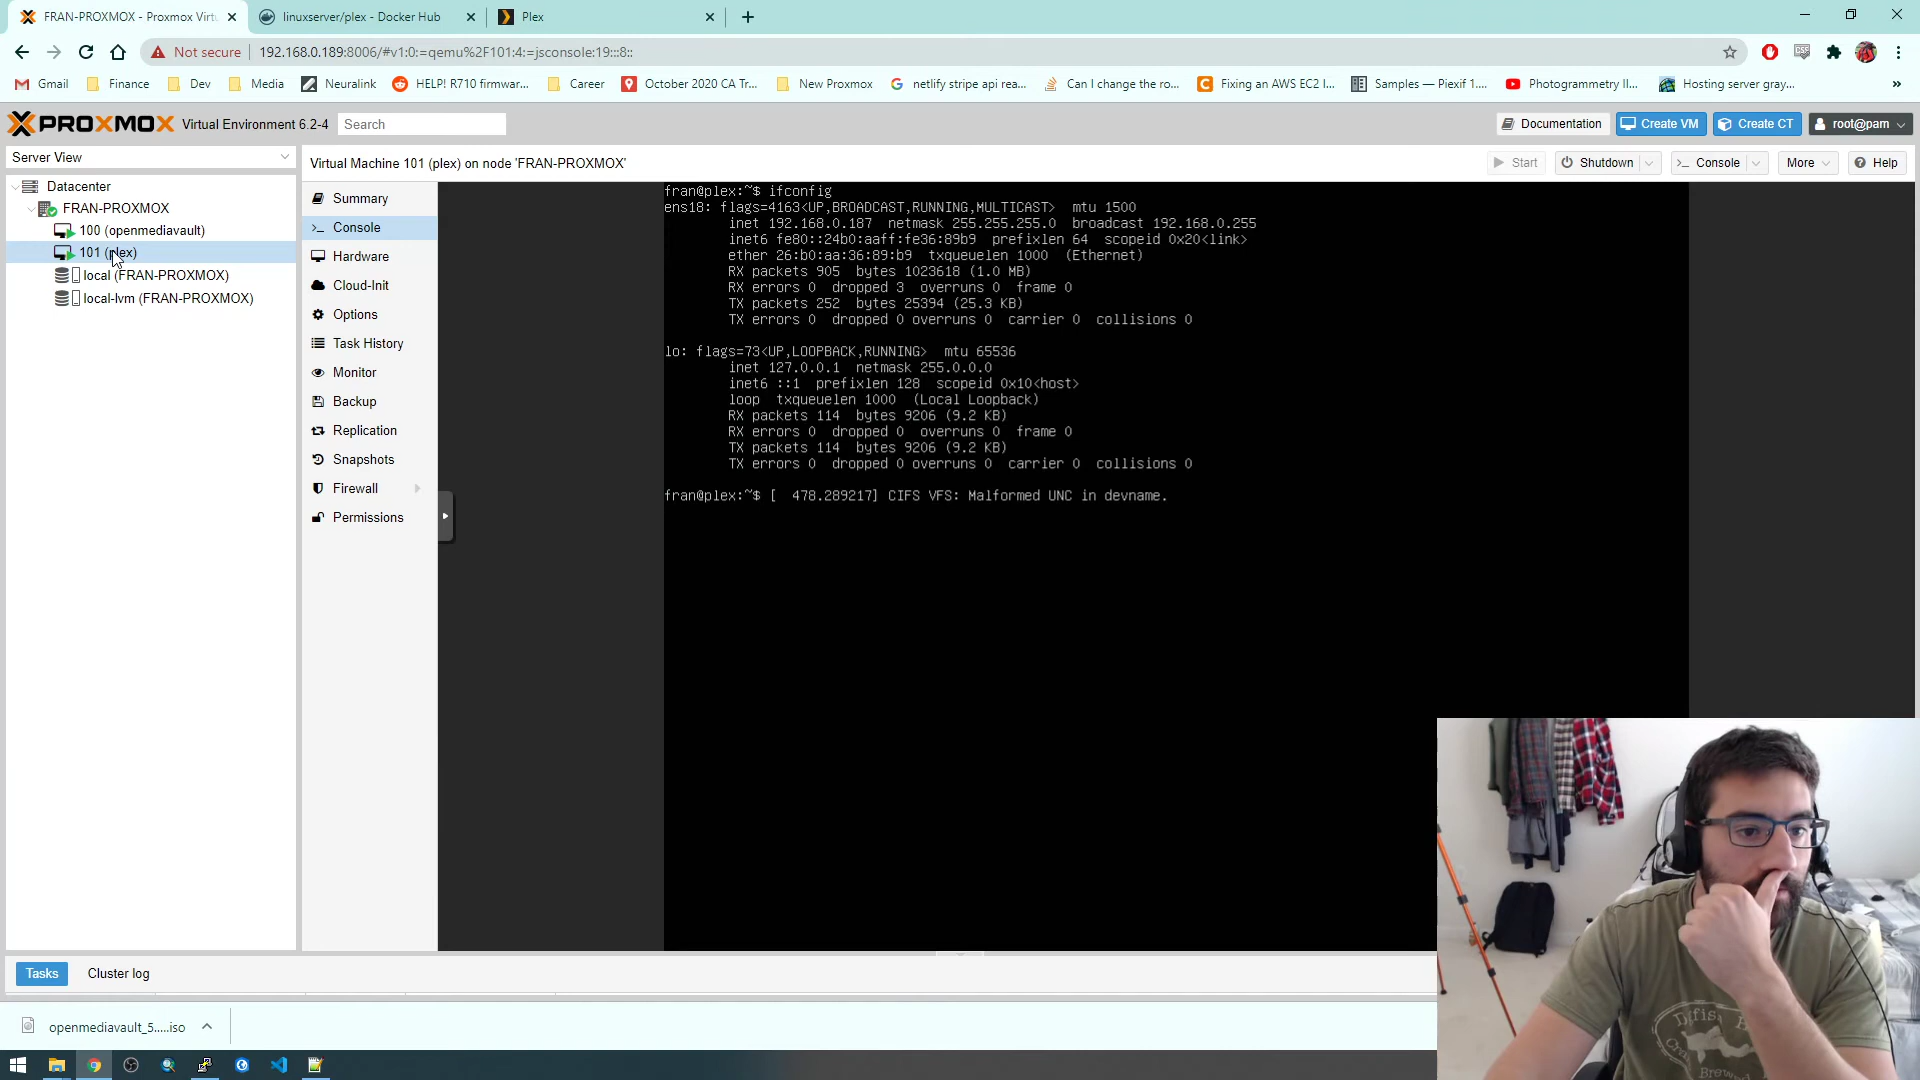 FRAN-PROXMOX - Proxmox Virtu
linuxserver/plex - Docker Hub
Plex
Not secure
192.168.0.189:8006/#v1:0:=qemu%2F101:4:=jsconsole:19:::8::
Gmail
Finance
Dev
Media
Neuralink
HELP! R710 firmwar...
Career
October 2020 CA Tr...
New Proxmox
netlify stripe api rea...
Can I change the ro...
Fixing an AWS EC2 I...
Samples — Piexif 1....
Photogrammetry II...
Hosting server gray...
»
PROXMOX
Virtual Environment 6.2-4
Search
Documentation
Create VM
Create CT
root@pam
Server View
Virtual Machine 101 (plex) on node 'FRAN-PROXMOX'
Start
Shutdown
Console
More
Help
Datacenter
FRAN-PROXMOX
100 (openmediavault)
101 (plex)
local (FRAN-PROXMOX)
local-lvm (FRAN-PROXMOX)
Summary
Console
Hardware
Cloud-Init
Options
Task History
Monitor
Backup
Replication
Snapshots
Firewall
Permissions
fran@plex:~$ ifconfig
ens18: flags=4163<UP,BROADCAST,RUNNING,MULTICAST>  mtu 1500
inet 192.168.0.187  netmask 255.255.255.0  broadcast 192.168.0.255
inet6 fe80::24b0:aaff:fe36:89b9  prefixlen 64  scopeid 0x20<link>
ether 26:b0:aa:36:89:b9  txqueuelen 1000  (Ethernet)
RX packets 905  bytes 1023618 (1.0 MB)
RX errors 0  dropped 3  overruns 0  frame 0
TX packets 252  bytes 25394 (25.3 KB)
TX errors 0  dropped 0 overruns 0  carrier 0  collisions 0
lo: flags=73<UP,LOOPBACK,RUNNING>  mtu 65536
inet 127.0.0.1  netmask 255.0.0.0
inet6 ::1  prefixlen 128  scopeid 0x10<host>
loop  txqueuelen 1000  (Local Loopback)
RX packets 114  bytes 9206 (9.2 KB)
RX errors 0  dropped 0  overruns 0  frame 0
TX packets 114  bytes 9206 (9.2 KB)
TX errors 0  dropped 0 overruns 0  carrier 0  collisions 0
fran@plex:~$ [  478.289217] CIFS VFS: Malformed UNC in devname.
Tasks
Cluster log
openmediavault_5.....iso